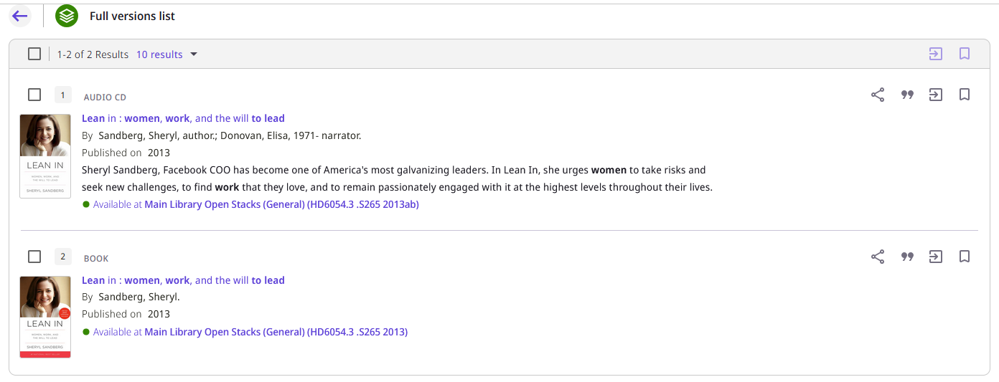 Full versions list
1-2 of 2 Results 10 results
1 AUDIO CD
Lean in : women, work, and the will to lead
By Sandberg, Sheryl, author.; Donovan, Elisa, 1971- narrator.
Published on 2013
Sheryl Sandberg, Facebook COO has become one of America's most galvanizing leaders. In Lean In, she urges women to take risks and
seek new challenges, to find work that they love, and to remain passionately engaged with it at the highest levels throughout their lives.
Available at Main Library Open Stacks (General) (HD6054.3 .S265 2013ab)
LEAN IN
WOMEN, WORK, AND
THE WILL TO LEAD
SHERYL SANDBERG
2 BOOK
Lean in : women, work, and the will to lead
By Sandberg, Sheryl.
Published on 2013
Available at Main Library Open Stacks (General) (HD6054.3 .S265 2013)
LEAN IN
WOMEN, WORK, AND
THE WILL TO LEAD
SHERYL SANDBERG